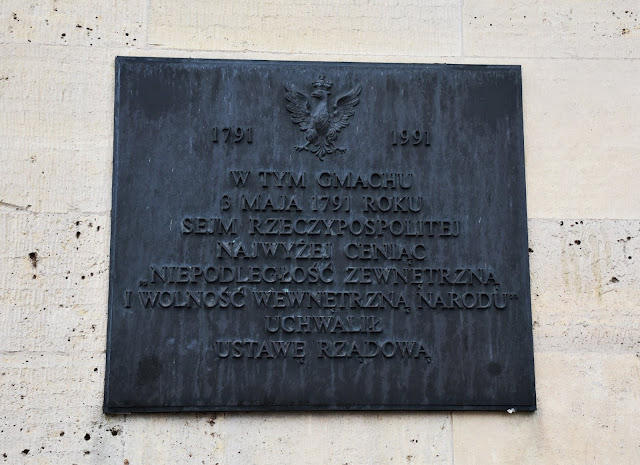 1791 1991
W TYM GMACHU
3 MAJA 1791 ROKU
SEJM RZECZYPOSPOLITEJ
NAJWYŻEJ CENIĄC
„NIEPODLEGŁOŚĆ ZEWNĘTRZNĄ
I WOLNOŚĆ WEWNĘTRZNĄ NARODU”
UCHWALIŁ
USTAWĘ RZĄDOWĄ